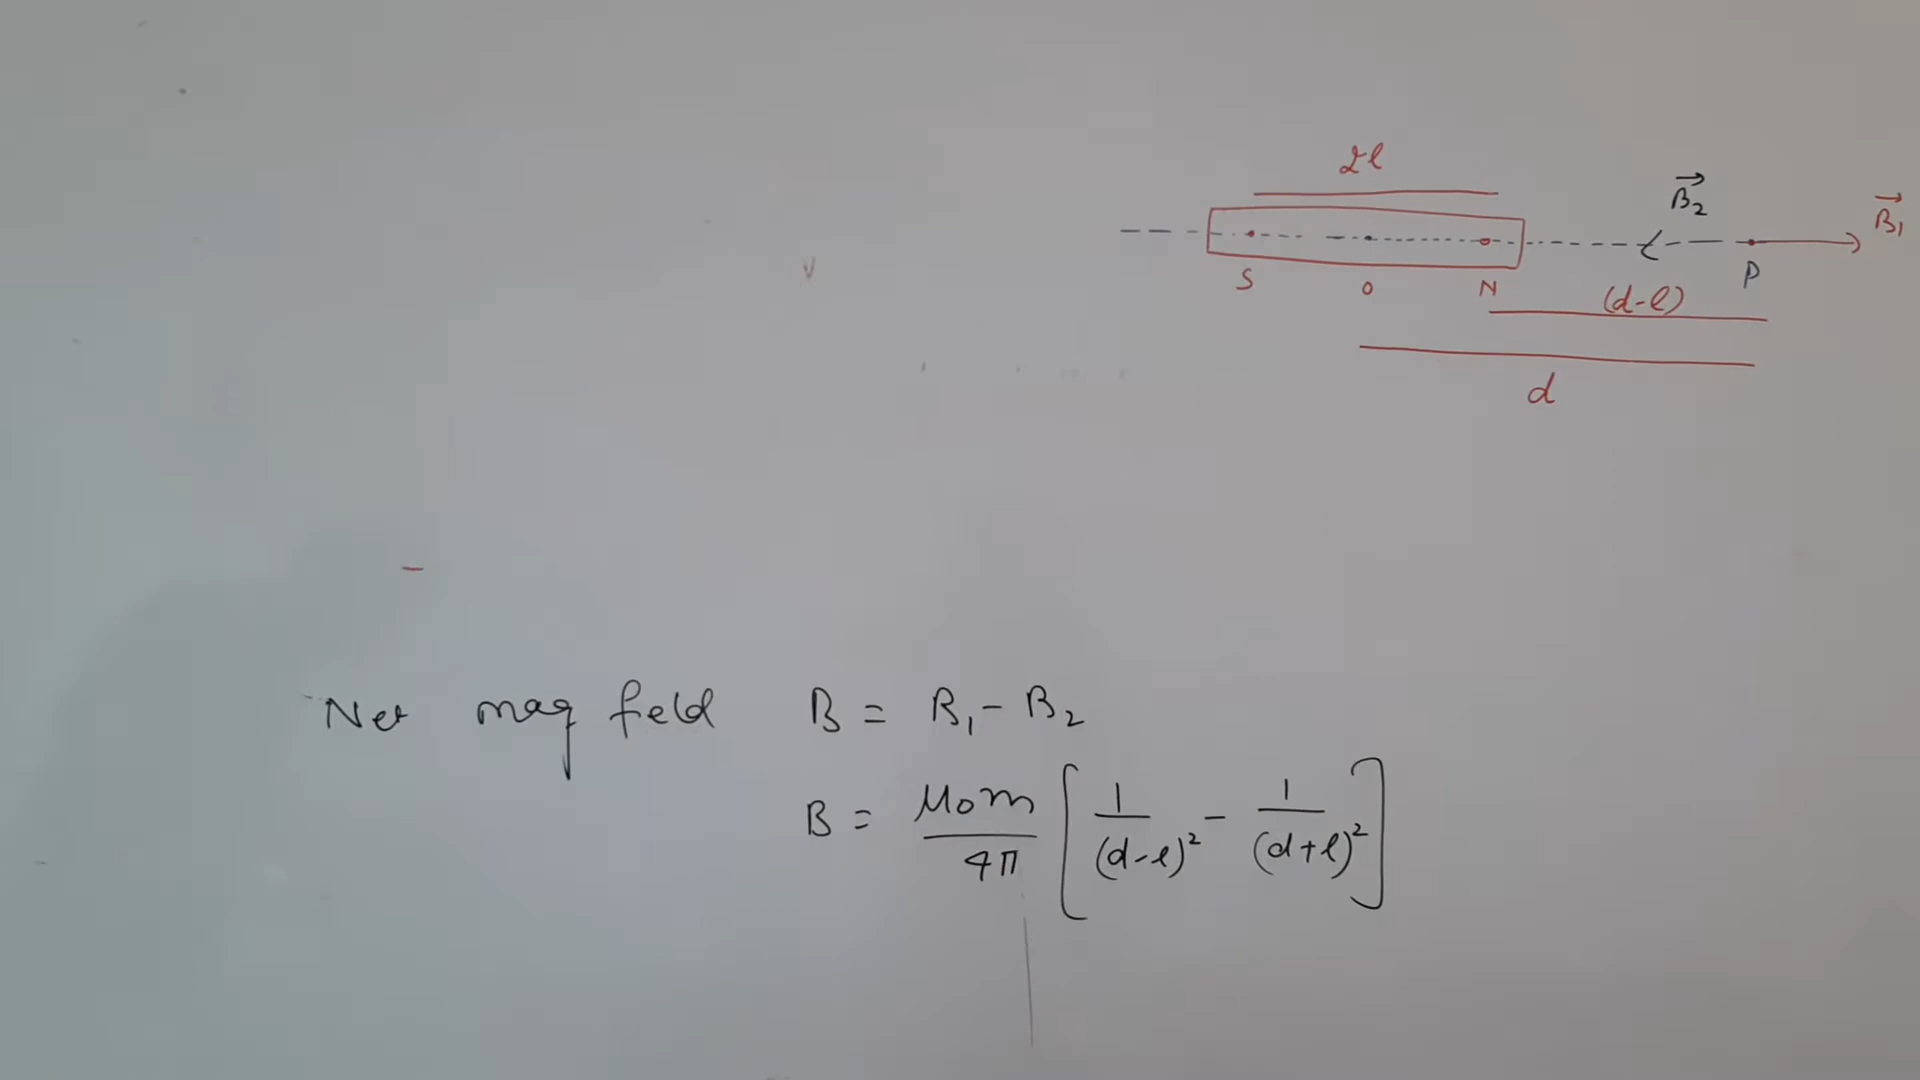 2l
B⃗₂
B⃗₁
S O N P
(d-l)
d
Net mag field B = B₁ - B₂
B = μ₀m/4π [1/(d-l)² - 1/(d+l)²]